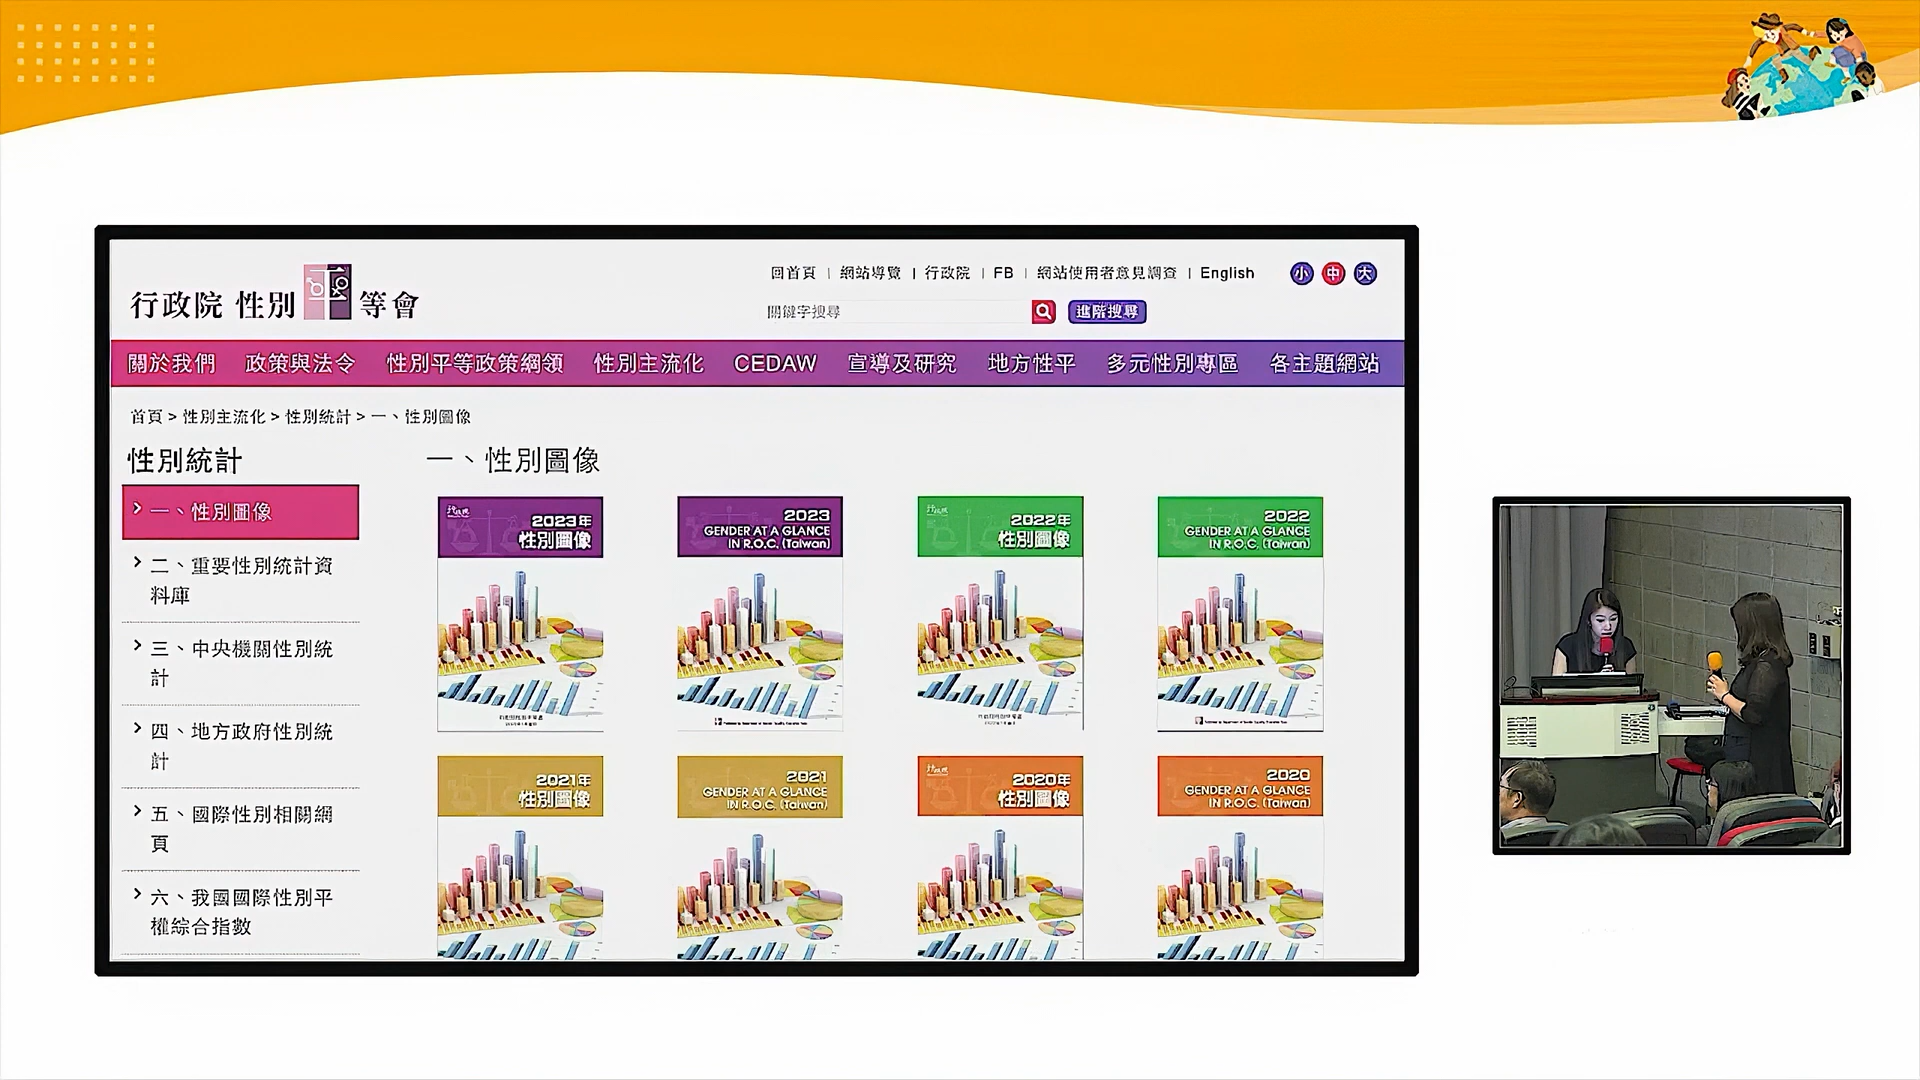 行政院 性別平等會
回首頁 | 網站導覽 | 行政院 | FB | 網站使用者意見調查 | English
小 中 大
關鍵字搜尋
進階搜尋
關於我們 政策與法令 性別平等政策綱領 性別主流化 CEDAW 宣導及研究 地方性平 多元性別專區 各主題網站
首頁 > 性別主流化 > 性別統計 > 一、性別圖像
性別統計
一、性別圖像
二、重要性別統計資
料庫
三、中央機關性別統
計
四、地方政府性別統
計
五、國際性別相關網
頁
六、我國國際性別平
權綜合指數
一、性別圖像
行政院
2023年
性別圖像
2023
GENDER AT A GLANCE
IN R.O.C. (Taiwan)
行政院
2022年
性別圖像
2022
GENDER AT A GLANCE
IN R.O.C. (Taiwan)
2021年
性別圖像
2021
GENDER AT A GLANCE
IN R.O.C. (Taiwan)
行政院
2020年
性別圖像
2020
GENDER AT A GLANCE
IN R.O.C. (Taiwan)